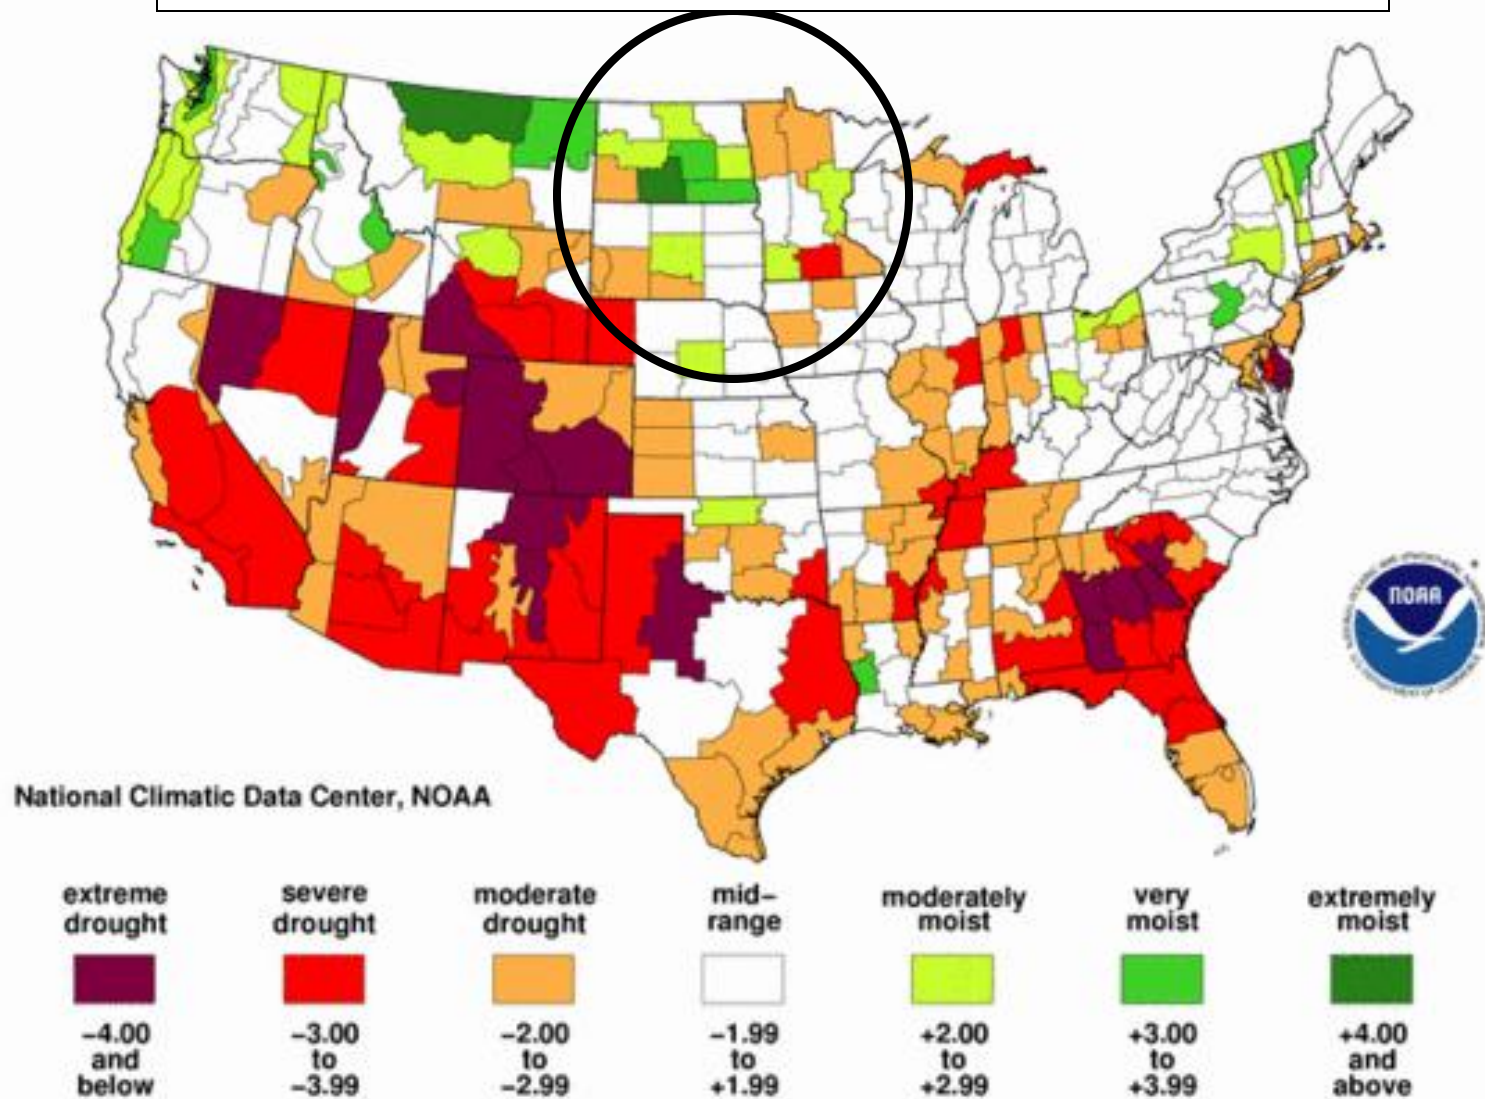 NOAA
National Climatic Data Center, NOAA
extreme drought
severe drought
moderate drought
mid-range
moderately moist
very moist
extremely moist
−4.00 and below
−3.00 to −3.99
−2.00 to −2.99
−1.99 to +1.99
+2.00 to +2.99
+3.00 to +3.99
+4.00 and above